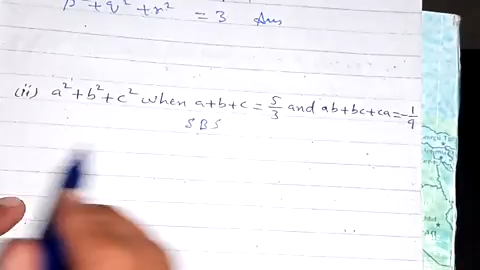 p² + q² + r² = 3 Ans
(ii) a² + b² + c² when a+b+c = 5/3 and ab+bc+ca = -1/9
SBS